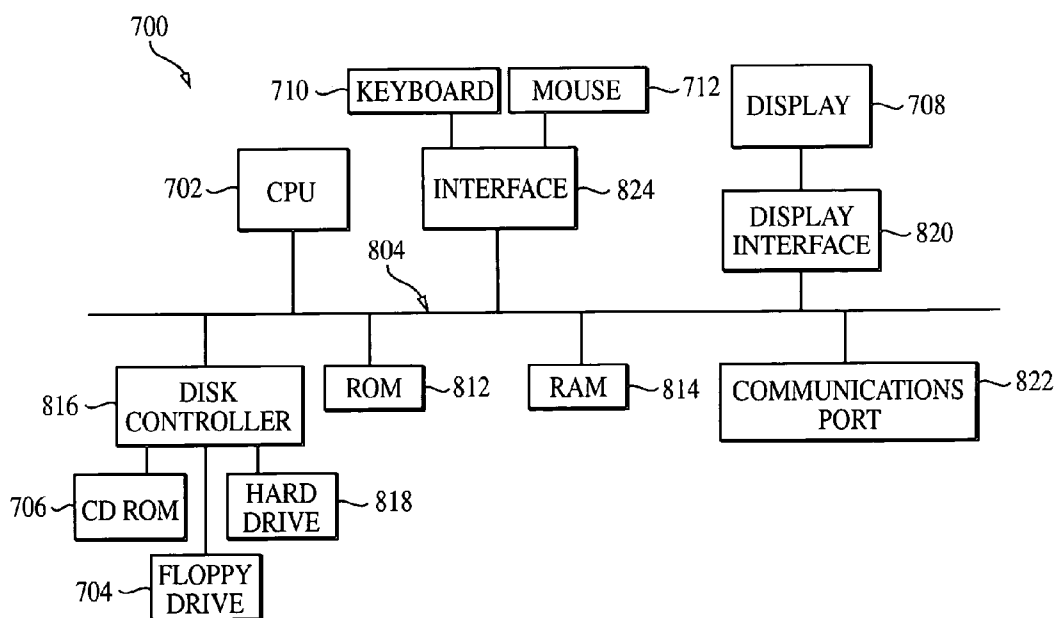 700
710
KEYBOARD
MOUSE
712
DISPLAY
708
702
CPU
INTERFACE
824
DISPLAY
INTERFACE
820
804
816
DISK
CONTROLLER
ROM
812
RAM
814
COMMUNICATIONS
PORT
822
706
CD ROM
HARD
DRIVE
818
704
FLOPPY
DRIVE